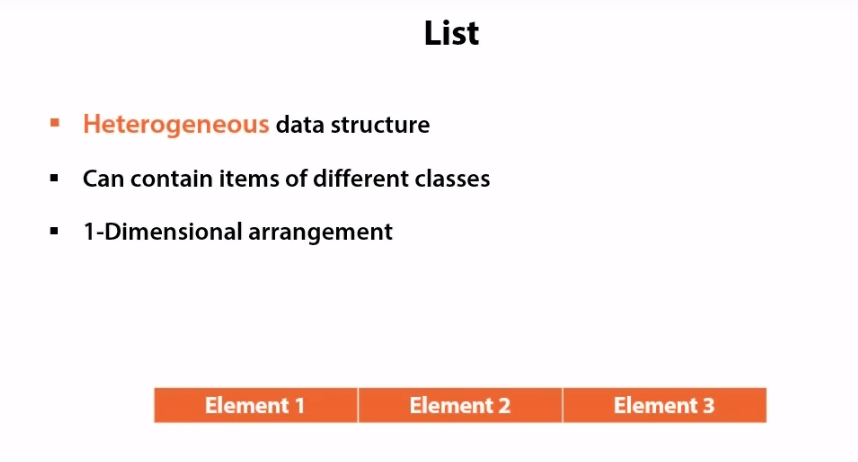 List
▪ Heterogeneous data structure
▪ Can contain items of different classes
▪ 1-Dimensional arrangement
Element 1 Element 2 Element 3